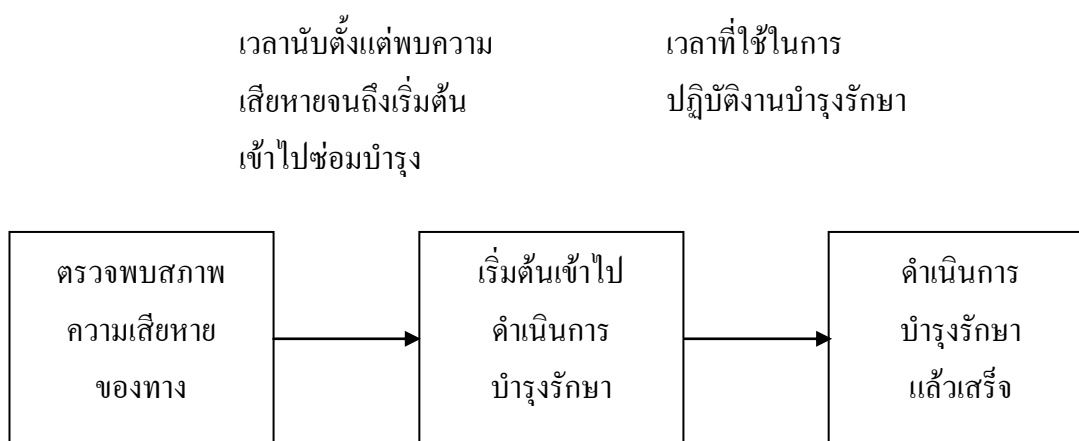 เวลานับตั้งแต่พบความ
เสียหายจนถึงเริ่มต้น
เข้าไปซ่อมบำรุง
เวลาที่ใช้ในการ
ปฏิบัติงานบำรุงรักษา
ตรวจพบสภาพ
ความเสียหาย
ของทาง
เริ่มต้นเข้าไป
ดำเนินการ
บำรุงรักษา
ดำเนินการ
บำรุงรักษา
แล้วเสร็จ